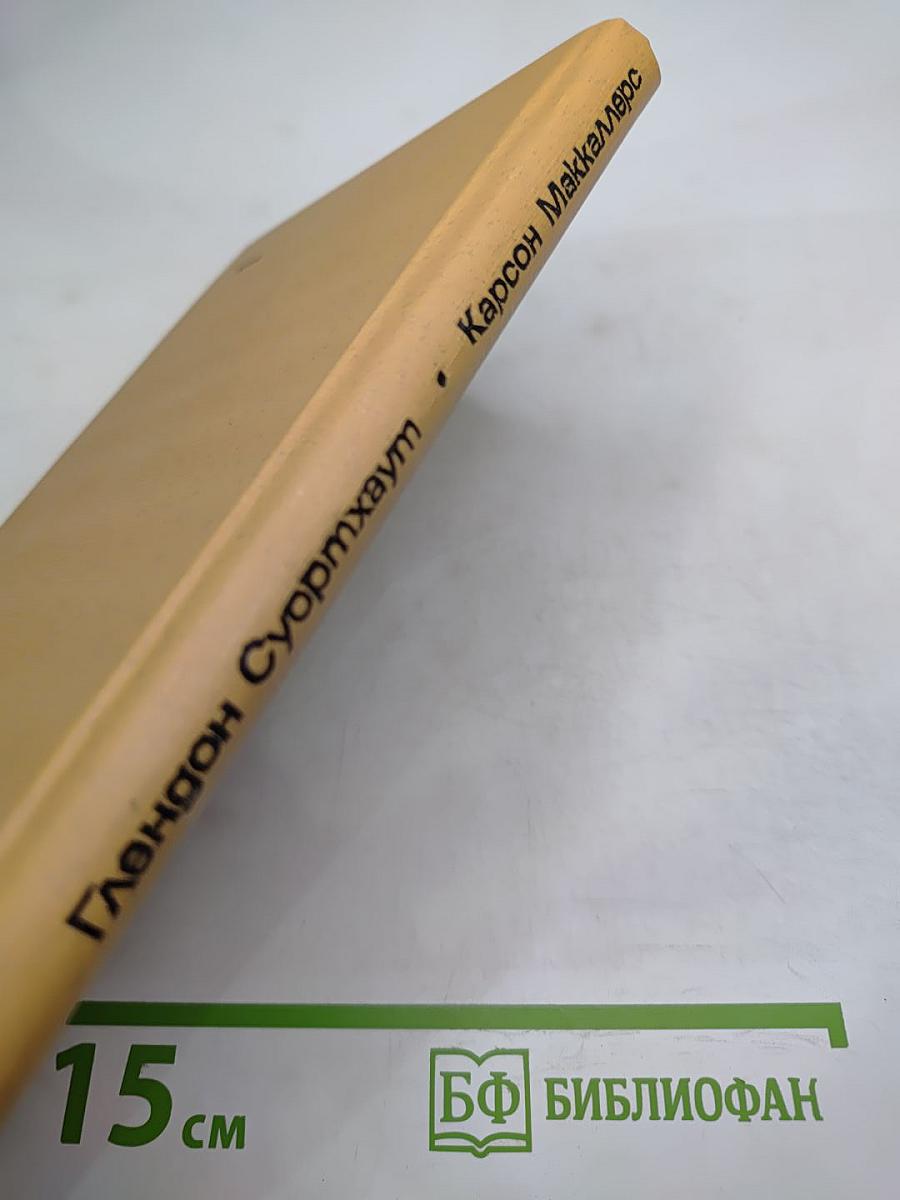 Глендон Суортхаут • Карсон Маккаллерс
15 см
БФ БИБЛИОФАН